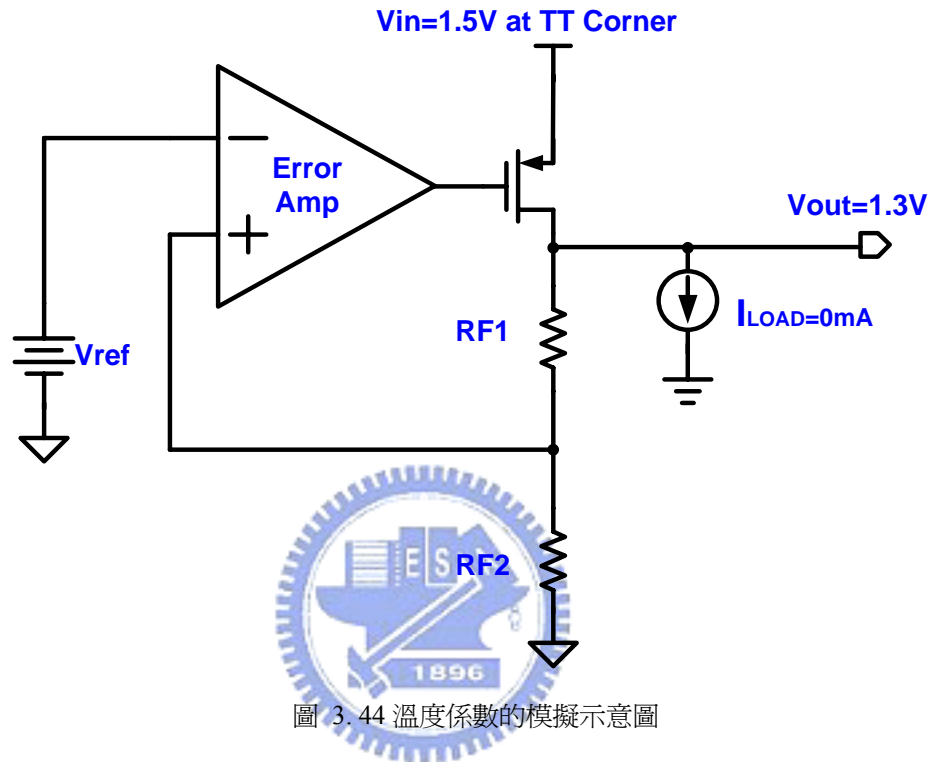 Vin=1.5V at TT Corner
Error
Amp
Vout=1.3V
ILOAD=0mA
RF1
Vref
RF2
ES
1896
圖 3.44 溫度係數的模擬示意圖